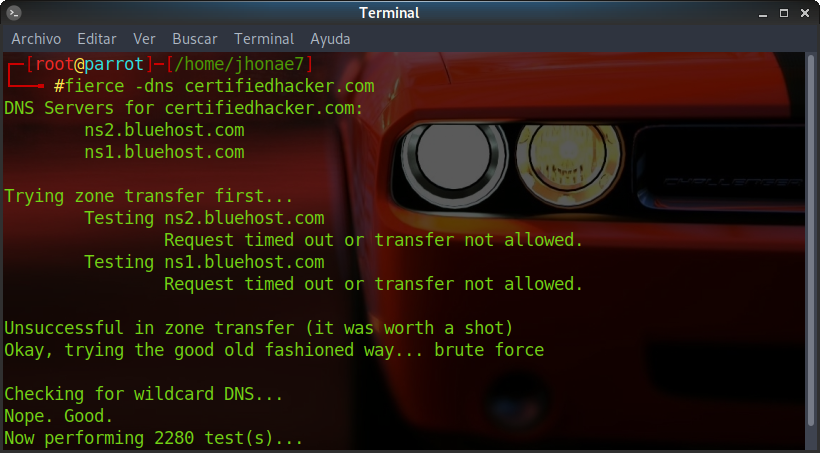 Terminal
Archivo Editar Ver Buscar Terminal Ayuda
[root@parrot]─[/home/jhonae7]
#fierce -dns certifiedhacker.com
DNS Servers for certifiedhacker.com:
ns2.bluehost.com
ns1.bluehost.com
Trying zone transfer first...
Testing ns2.bluehost.com
Request timed out or transfer not allowed.
Testing ns1.bluehost.com
Request timed out or transfer not allowed.
Unsuccessful in zone transfer (it was worth a shot)
Okay, trying the good old fashioned way... brute force
Checking for wildcard DNS...
Nope. Good.
Now performing 2280 test(s)...
CHALLENGER